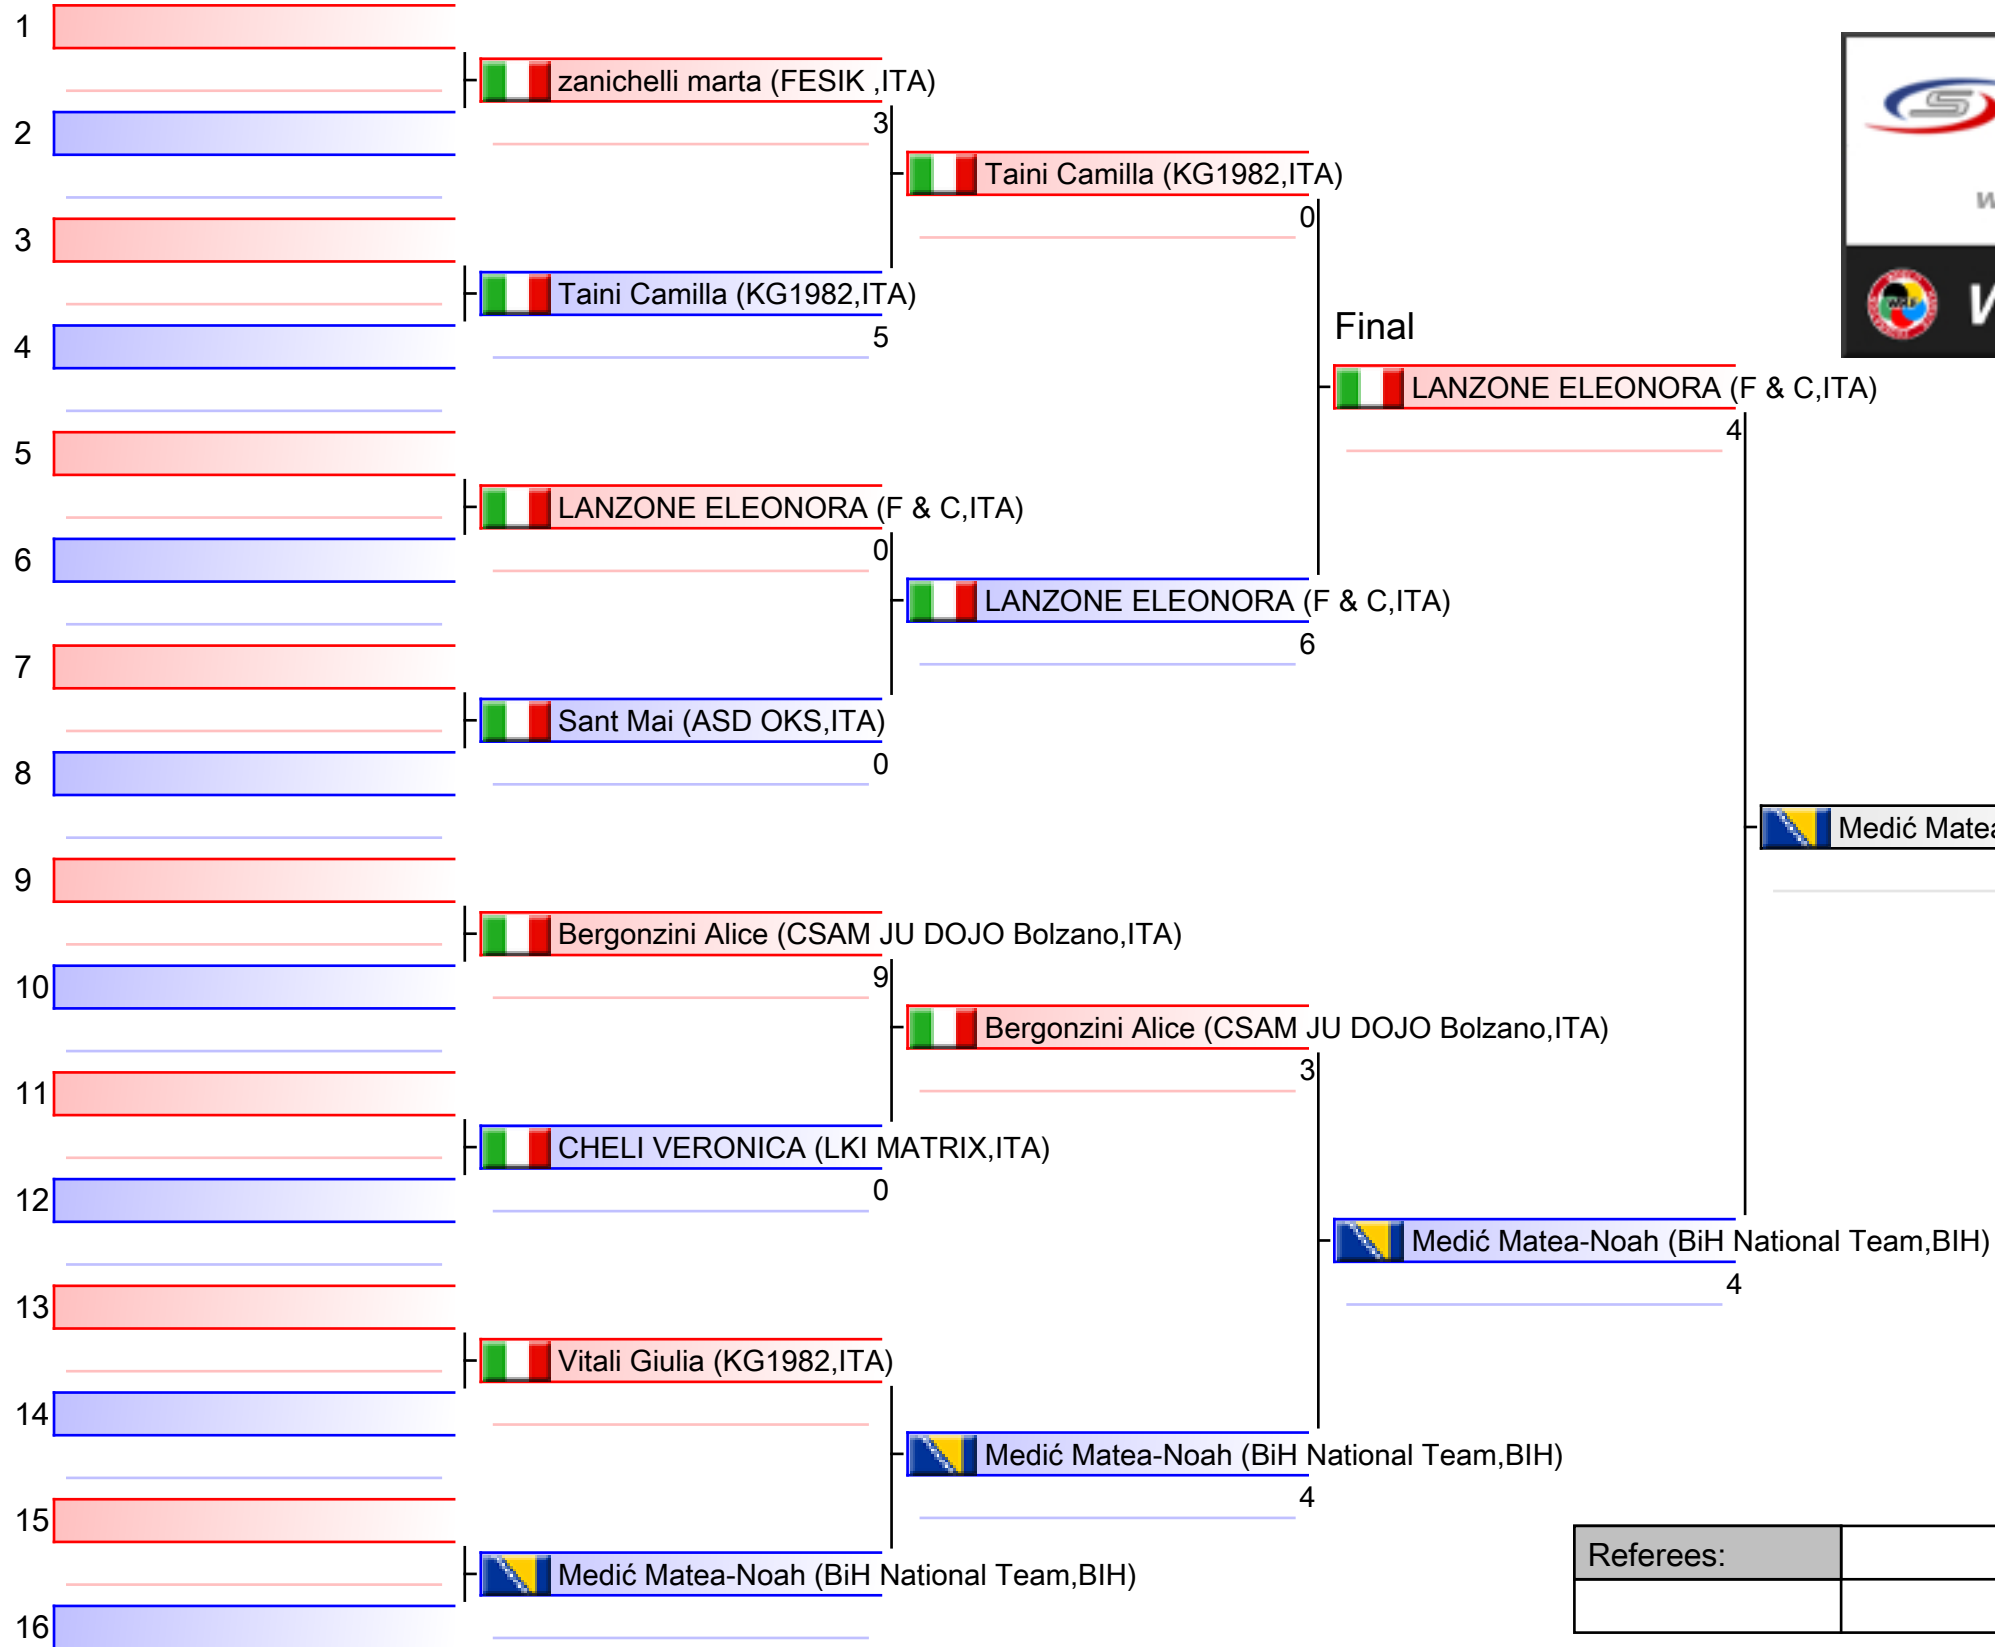 1
zanichelli marta (FESIK ,ITA)
3
2
Taini Camilla (KG1982,ITA)
0
3
Taini Camilla (KG1982,ITA)
5
4
Final
LANZONE ELEONORA (F & C,ITA)
4
5
LANZONE ELEONORA (F & C,ITA)
0
6
LANZONE ELEONORA (F & C,ITA)
6
7
Sant Mai (ASD OKS,ITA)
0
8
Medić Matea
9
Bergonzini Alice (CSAM JU DOJO Bolzano,ITA)
9
10
Bergonzini Alice (CSAM JU DOJO Bolzano,ITA)
3
11
CHELI VERONICA (LKI MATRIX,ITA)
0
12
Medić Matea-Noah (BiH National Team,BIH)
4
13
Vitali Giulia (KG1982,ITA)
14
Medić Matea-Noah (BiH National Team,BIH)
4
15
Referees:
Medić Matea-Noah (BiH National Team,BIH)
16